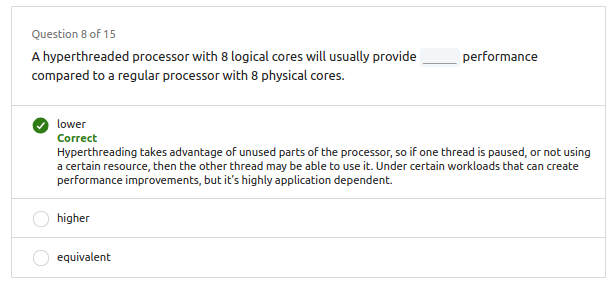 Question 8 of 15
A hyperthreaded processor with 8 logical cores will usually provide _____ performance
compared to a regular processor with 8 physical cores.
lower
Correct
Hyperthreading takes advantage of unused parts of the processor, so if one thread is paused, or not using
a certain resource, then the other thread may be able to use it. Under certain workloads that can create
performance improvements, but it's highly application dependent.
higher
equivalent